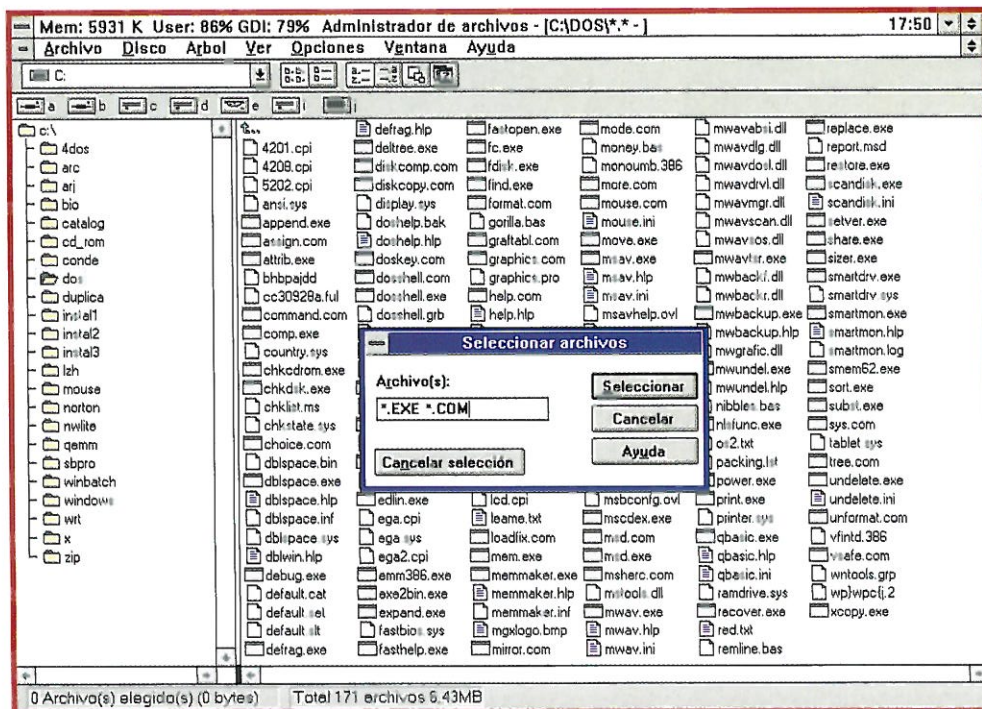 Mem: 5931 K User: 86% GDI: 79% Administrador de archivos - [C:\DOS\*.* - ]
17:50
Archivo Disco Arbol Ver Opciones Ventana Ayuda
C:
a b c d e i j
c:\
4dos
arc
arj
bio
catalog
cd_rom
conde
dos
duplica
instal1
instal2
instal3
lzh
mouse
norton
nwlite
qemm
sbpro
winbatch
windows
wrt
x
zip
..
4201.cpi
4208.cpi
5202.cpi
ansi.sys
append.exe
assign.com
attrib.exe
bhbpajdd
cc30928a.ful
command.com
comp.exe
country.sys
chkcdrom.exe
chkdsk.exe
chklist.ms
chkstate.sys
choice.com
dblspace.bin
dblspace.exe
dblspace.hlp
dblspace.inf
dblspace.sys
dblwin.hlp
debug.exe
default.cat
default.sel
default.slt
defrag.exe
defrag.hlp
deltree.exe
diskcomp.com
diskcopy.com
display.sys
doshelp.bak
doshelp.hlp
doskey.com
dosshell.com
dosshell.exe
dosshell.grb
edlin.exe
ega.cpi
ega.sys
ega2.cpi
emm386.exe
exe2bin.exe
expand.exe
fastbios.sys
fasthelp.exe
fastopen.exe
fc.exe
fdisk.exe
find.exe
format.com
gorilla.bas
graftabl.com
graphics.com
graphics.pro
help.com
help.hlp
lcd.cpi
leame.txt
loadfix.com
mem.exe
memmaker.exe
memmaker.hlp
memmaker.inf
mgxlogo.bmp
mirror.com
mode.com
money.bas
monoumb.386
more.com
mouse.com
mouse.ini
move.exe
msav.exe
msav.hlp
msav.ini
msavhelp.ovl
msbconfg.ovl
mscdex.exe
msd.com
msd.exe
msherc.com
mstools.dll
mwav.exe
mwav.hlp
mwav.ini
mwavabsi.dll
mwavdlg.dll
mwavdosl.dll
mwavdrvl.dll
mwavmgr.dll
mwavscan.dll
mwavsos.dll
mwavtsr.exe
mwbackf.dll
mwbackr.dll
mwbackup.exe
mwbackup.hlp
mwgrafic.dll
mwundel.exe
mwundel.hlp
nibbles.bas
nlsfunc.exe
os2.txt
packing.lst
power.exe
print.exe
printer.sys
qbasic.exe
qbasic.hlp
qbasic.ini
ramdrive.sys
recover.exe
red.txt
remline.bas
replace.exe
report.msd
restore.exe
scandisk.exe
scandisk.ini
setver.exe
share.exe
sizer.exe
smartdrv.exe
smartdrv.sys
smartmon.exe
smartmon.hlp
smartmon.log
smem62.exe
sort.exe
subst.exe
sys.com
tablet.sys
tree.com
undelete.exe
undelete.ini
unformat.com
vfintd.386
vsafe.com
wntools.grp
wp}wpc{j.2
xcopy.exe
Seleccionar archivos
Archivo(s):
*.EXE *.COM
Seleccionar
Cancelar
Ayuda
Cancelar selección
0 Archivo(s) elegido(s) (0 bytes) Total 171 archivos 6.43MB